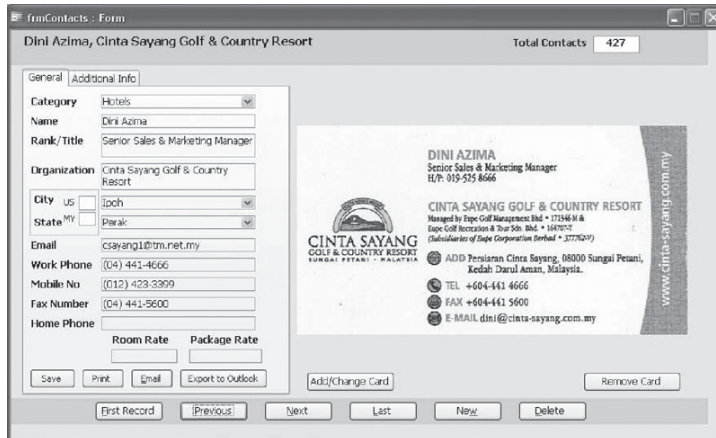 frmContacts : Form
Dini Azima, Cinta Sayang Golf & Country Resort
Total Contacts 427
General Additional Info
Category Hotels
Name Dini Azima
Rank/Title Senior Sales & Marketing Manager
Organization Cinta Sayang Golf & Country
Resort
City US Ipoh
State MY Perak
Email csayang1@tm.net.my
Work Phone (04) 441-4666
Mobile No (012) 423-3399
Fax Number (04) 441-5600
Home Phone
Room Rate Package Rate
Save Print Email Export to Outlook
DINI AZIMA
Senior Sales & Marketing Manager
H/P: 019-525 8666
CINTA SAYANG GOLF & COUNTRY RESORT
Managed by Eupe Golf Management Bhd • 171346-M &
Eupe Golf Recreation & Tour Sdn. Bhd. • 164707-T
(Subsidiaries of Eupe Corporation Berhad • 377762-V)
CINTA SAYANG
GOLF & COUNTRY RESORT
SUNGAI PETANI - MALAYSIA
ADD Persiaran Cinta Sayang, 08000 Sungai Petani,
Kedah Darul Aman, Malaysia.
TEL +604-441 4666
FAX +604-441 5600
E-MAIL dini@cinta-sayang.com.my
www.cinta-sayang.com.my
Add/Change Card Remove Card
First Record Previous Next Last New Delete